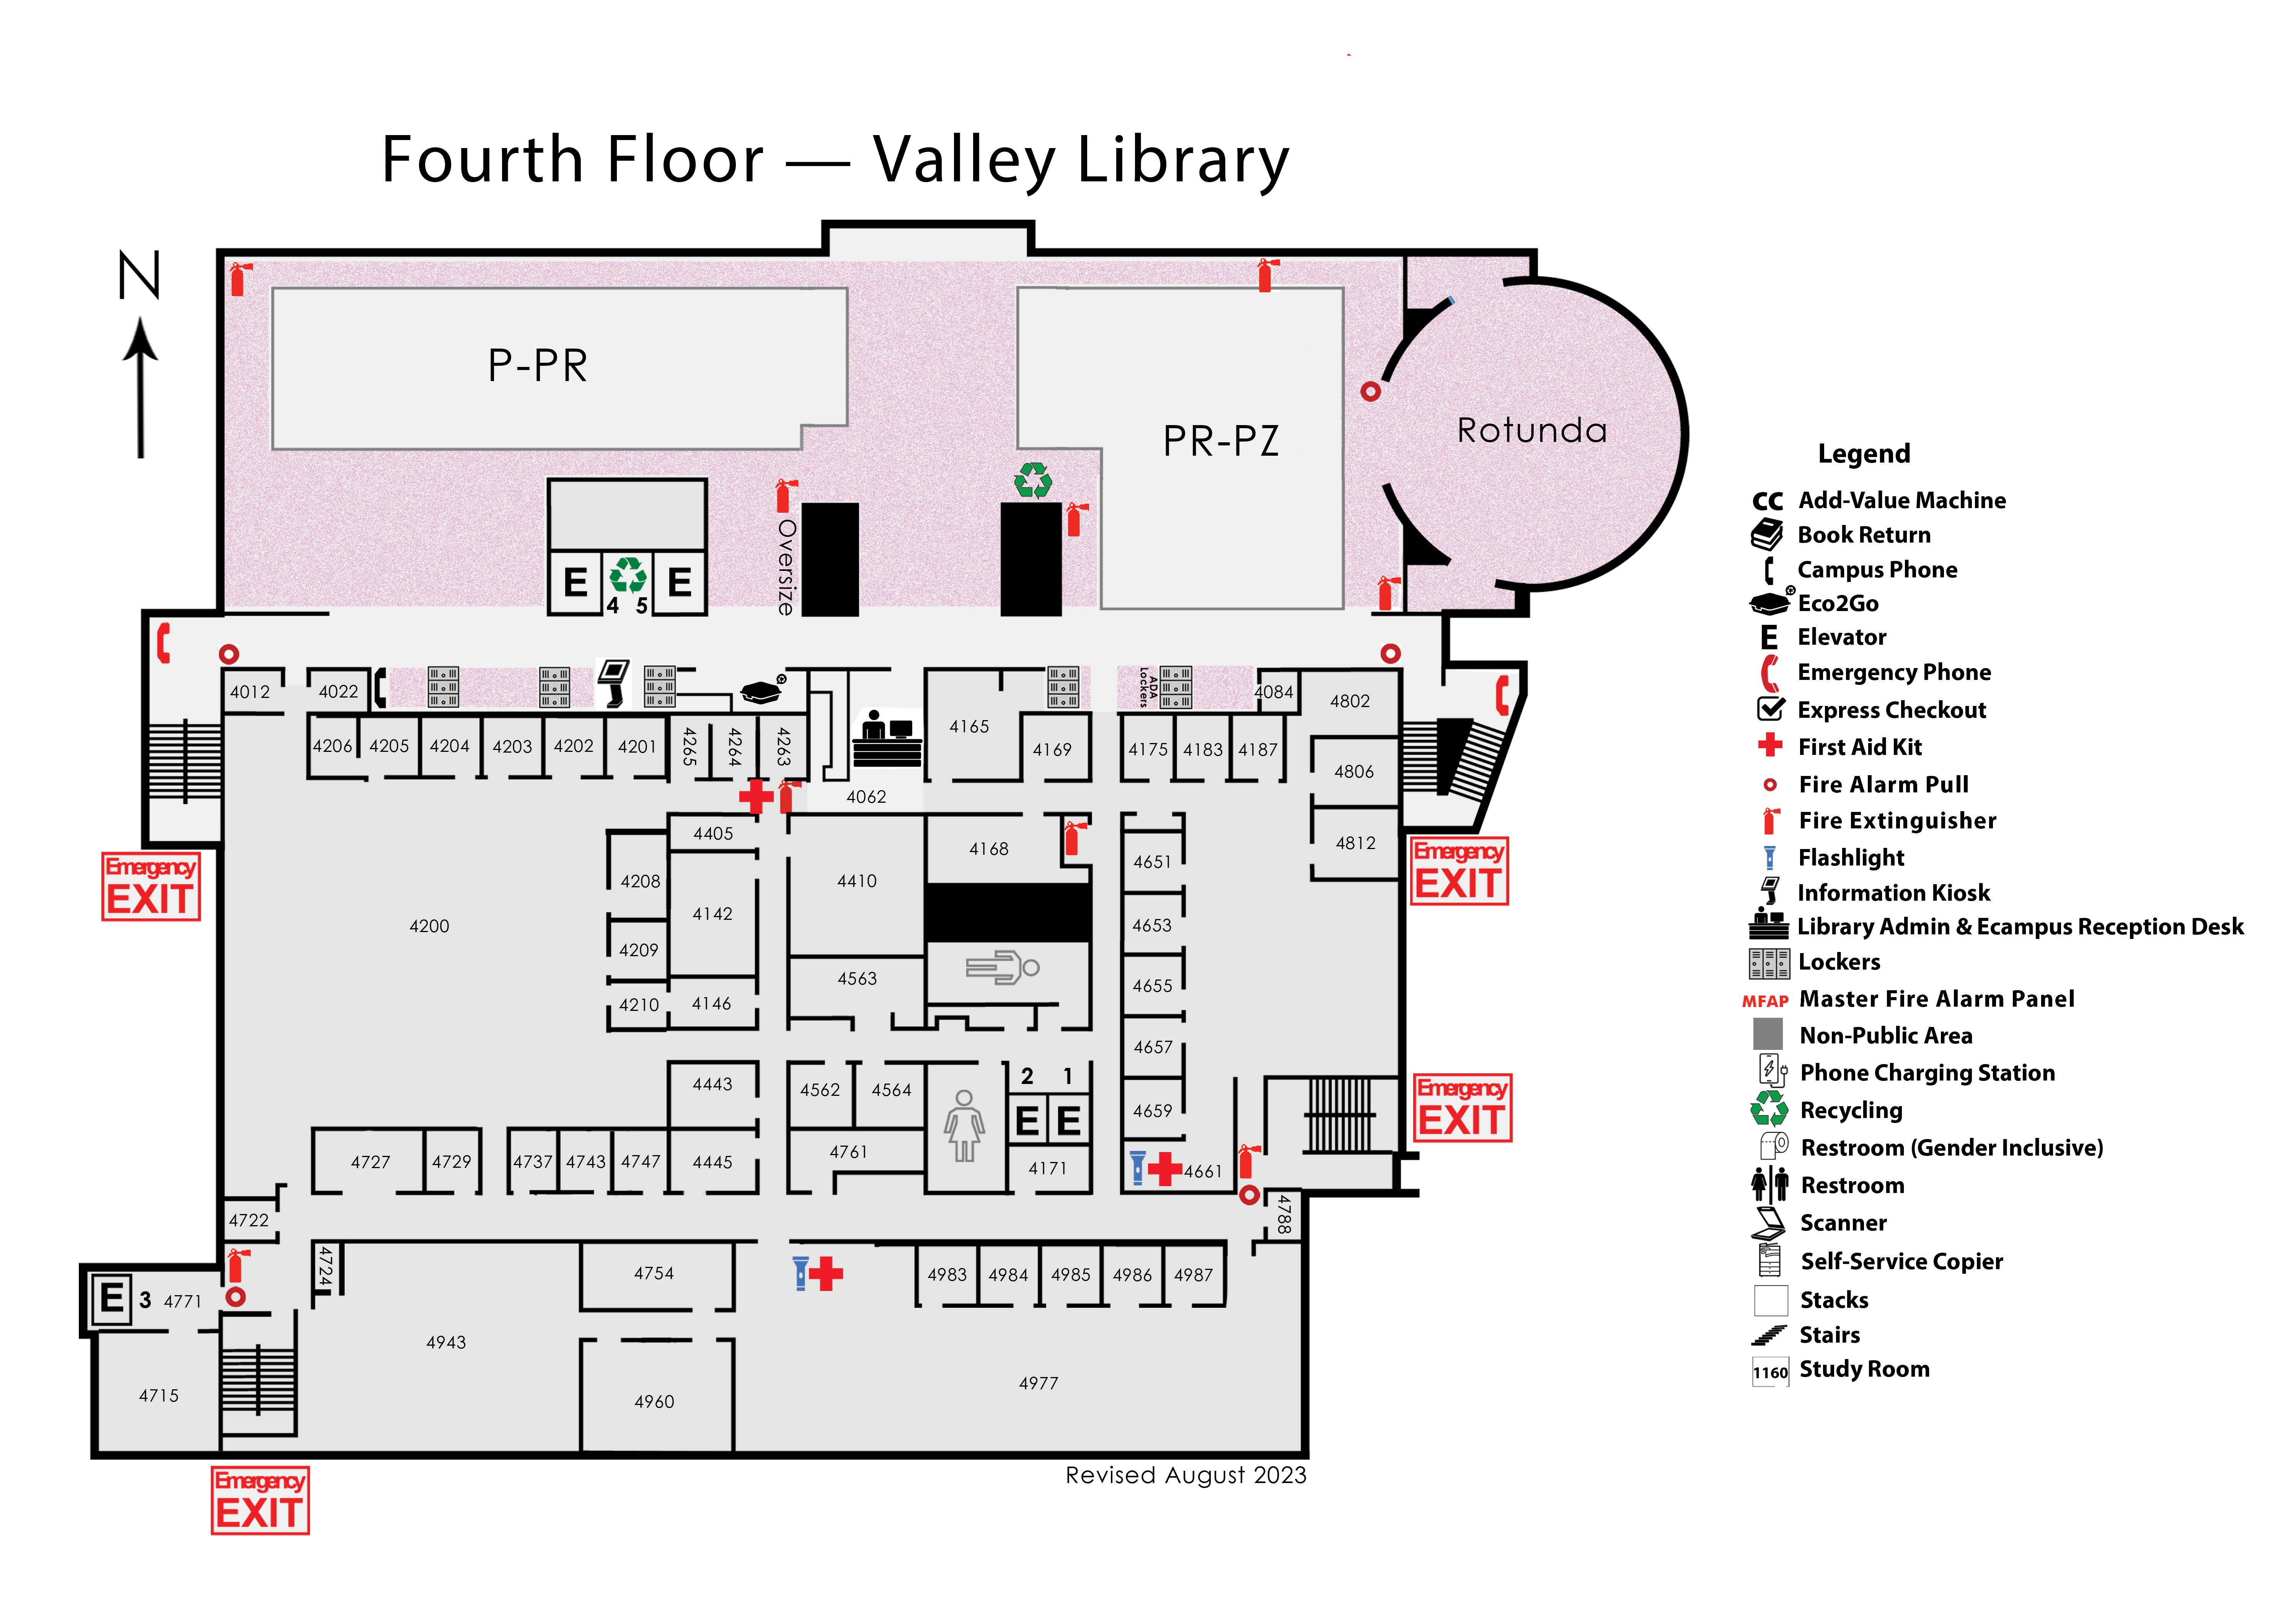 Fourth Floor — Valley Library
N
P-PR
PR-PZ
Rotunda
Oversize
E
E
4 5
4012
4022
ADA
Lockers
4084
4802
4206
4205
4204
4203
4202
4201
4265
4264
4263
4165
4169
4175
4183
4187
4806
4062
4405
4168
4812
4651
4208
4410
4200
4142
4653
4209
4563
4655
4210
4146
4657
4443
4562
4564
2 1
E
E
4659
4727
4729
4737
4743
4747
4445
4761
4171
4661
4722
4788
4724
4754
4983
4984
4985
4986
4987
E
3
4771
4943
4977
4715
4960
Emergency
EXIT
Emergency
EXIT
Emergency
EXIT
Emergency
EXIT
Revised August 2023
Legend
CC Add-Value Machine
Book Return
Campus Phone
Eco2Go
E Elevator
Emergency Phone
Express Checkout
First Aid Kit
Fire Alarm Pull
Fire Extinguisher
Flashlight
Information Kiosk
Library Admin & Ecampus Reception Desk
Lockers
MFAP Master Fire Alarm Panel
Non-Public Area
Phone Charging Station
Recycling
Restroom (Gender Inclusive)
Restroom
Scanner
Self-Service Copier
Stacks
Stairs
1160 Study Room